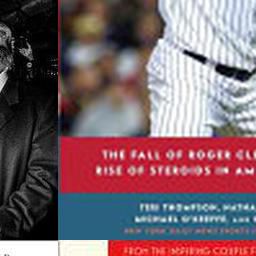 THE FALL OF ROGER CLE
RISE OF STEROIDS IN AM
TERI THOMPSON, NATHA
MICHAEL O'KEEFFE, AND
NEW YORK DAILY NEWS SPORTS
FROM THE INSPIRING COUPLE F